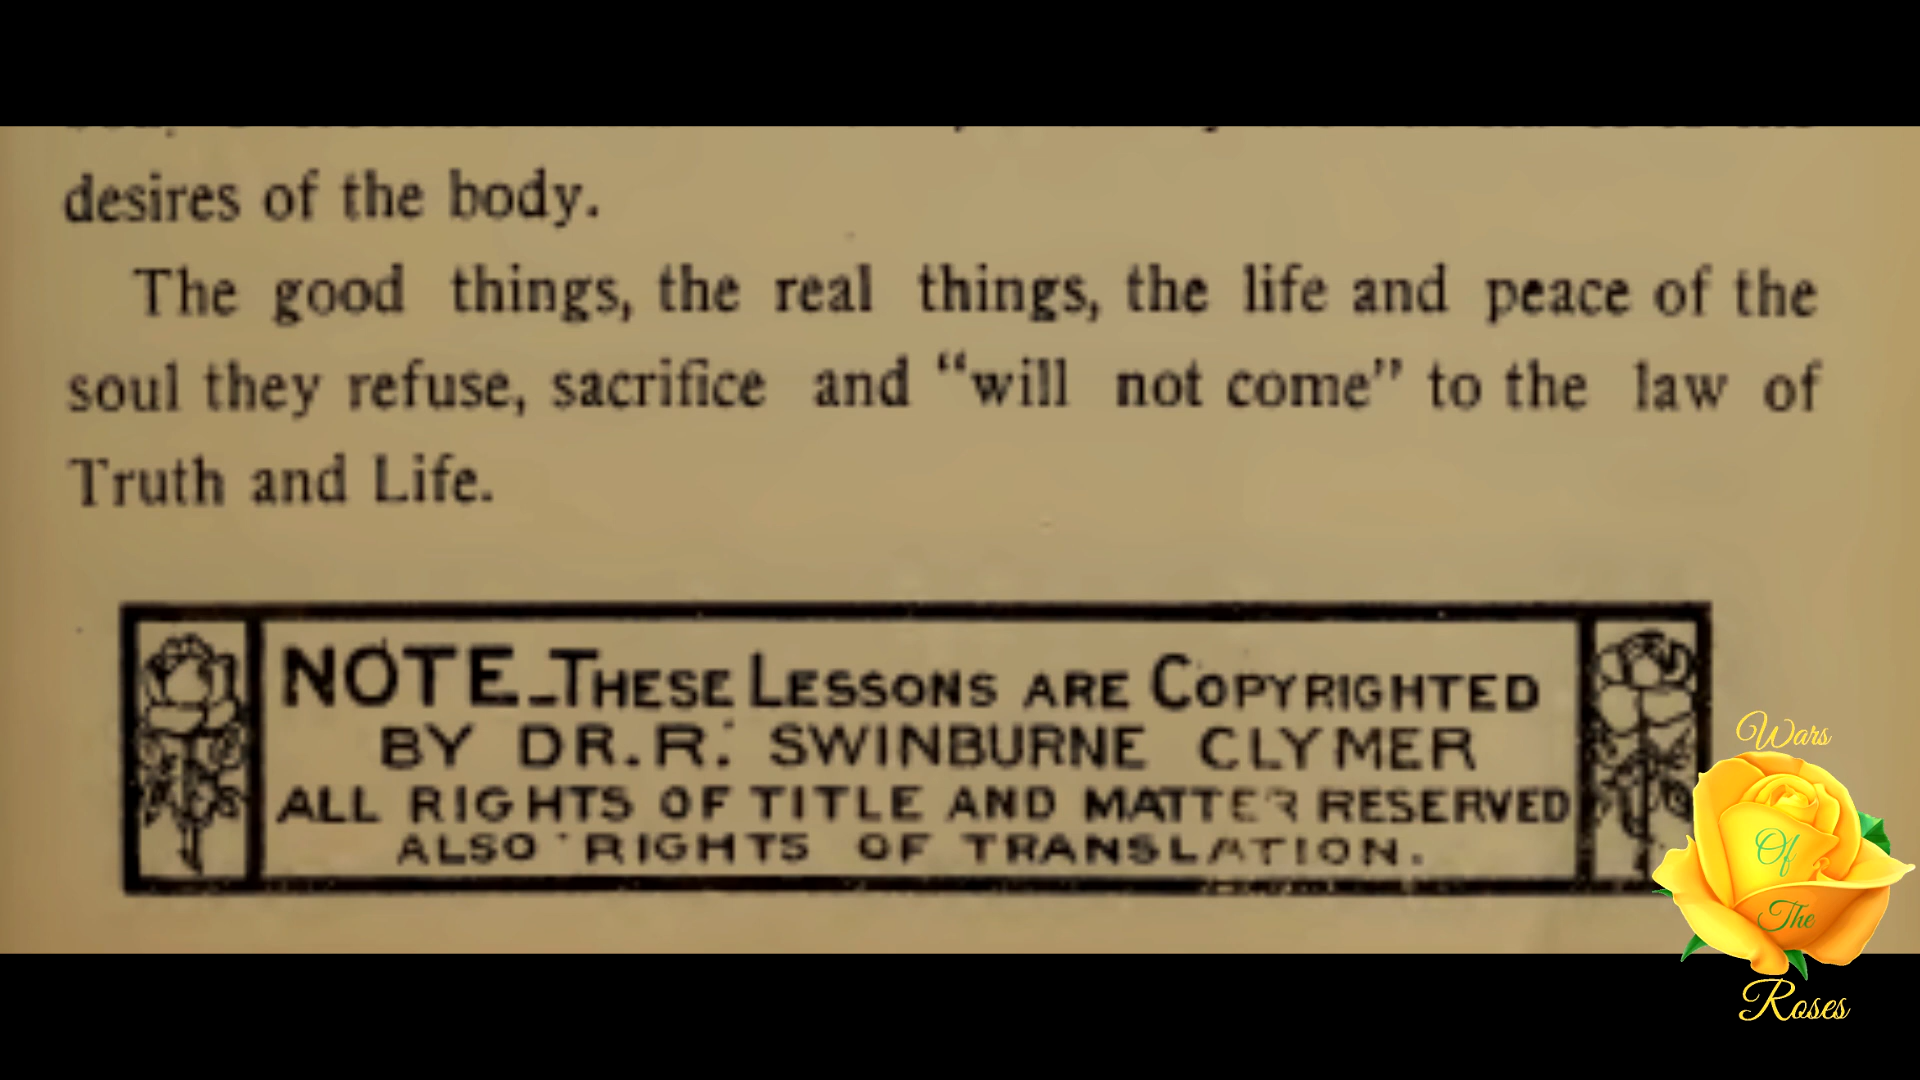 desires of the body.
The good things, the real things, the life and peace of the
soul they refuse, sacrifice and “will not come” to the law of
Truth and Life.
NOTE_THESE LESSONS ARE COPYRIGHTED
BY DR. R. SWINBURNE CLYMER
ALL RIGHTS OF TITLE AND MATTER RESERVED
ALSO RIGHTS OF TRANSLATION.
Wars
Of
The
Roses